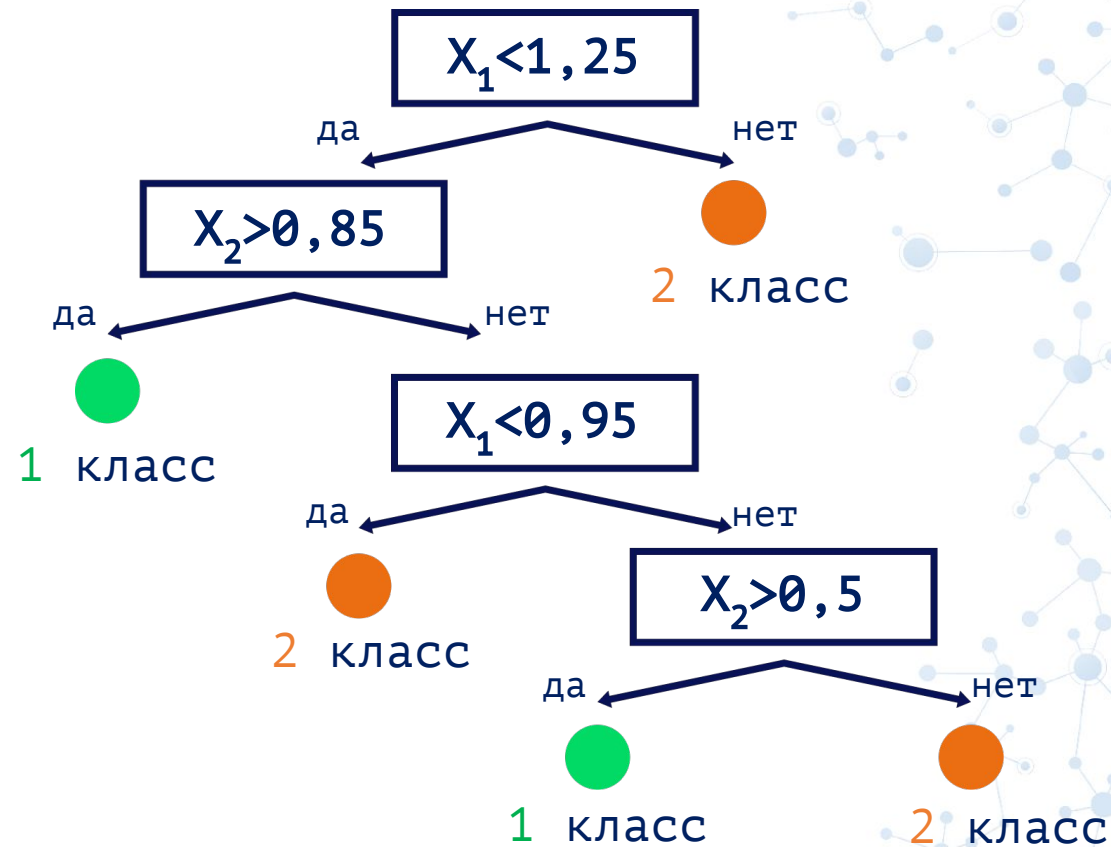 X₁<1,25
да
нет
X₂>0,85
2 класс
да
нет
X₁<0,95
1 класс
да
нет
X₂>0,5
2 класс
да
нет
1 класс
2 класс